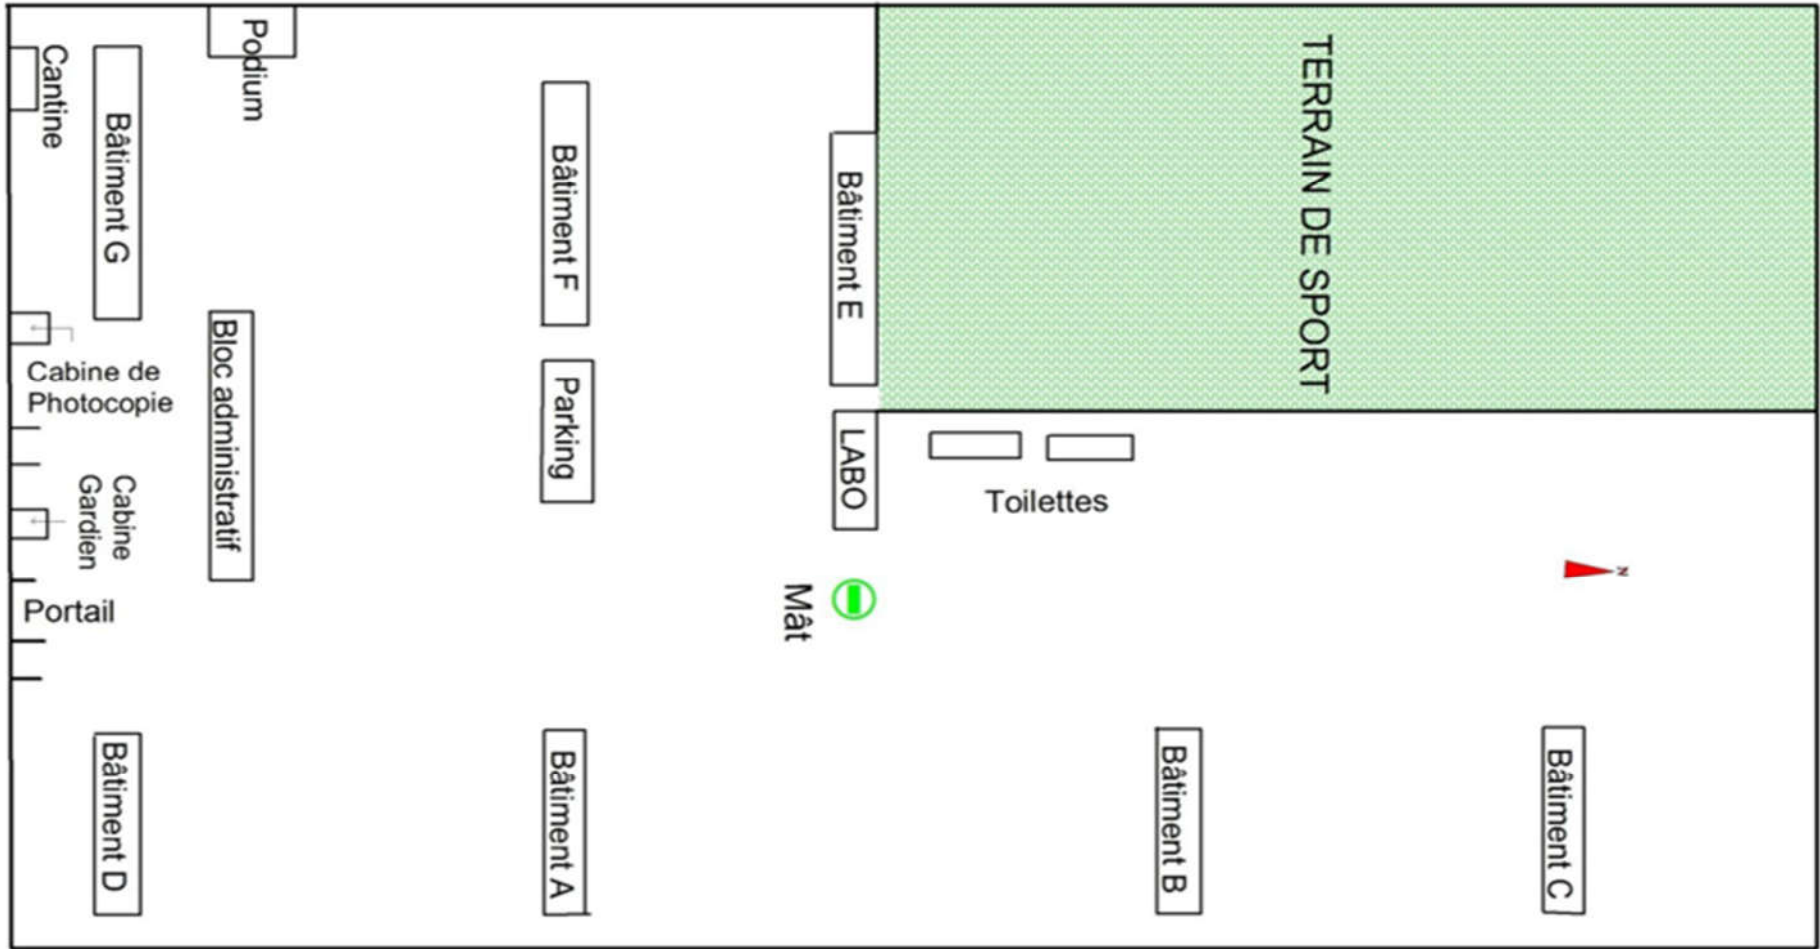 Podium
Cantine
Bâtiment G
Bâtiment F
Bâtiment E
TERRAIN DE SPORT
Cabine de
Photocopie
Bloc administratif
Parking
LABO
Toilettes
Cabine
Gardien
Portail
Mât
N
Bâtiment D
Bâtiment A
Bâtiment B
Bâtiment C